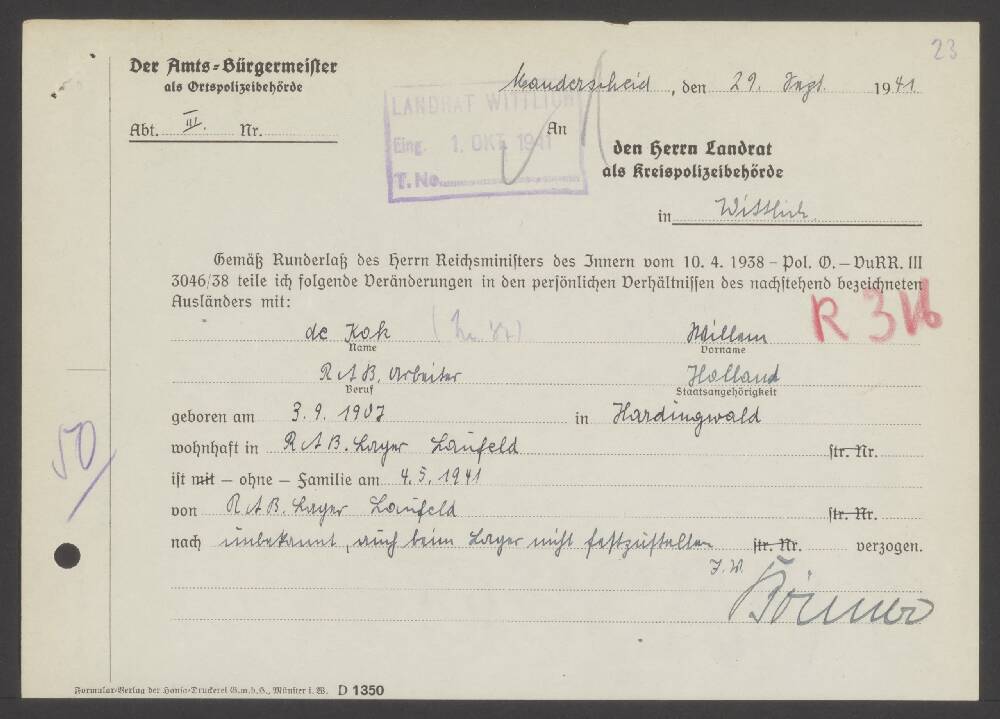 23
Der Amts-Bürgermeister
als Ortspolizeibehörde
Abt. III. Nr.
Manderscheid, den 29. Sept. 1941
LANDRAT WITTLICH
Eing. 1. OKT. 1941
T. No.
An
den Herrn Landrat
als Kreispolizeibehörde
in Wittlich
Gemäß Runderlaß des Herrn Reichsministers des Innern vom 10. 4. 1938 – Pol. O. – VuRR. III
3046/38 teile ich folgende Veränderungen in den persönlichen Verhältnissen des nachstehend bezeichneten
Ausländers mit:
R 316
de Kok Willem
Name Vorname
R A B. Arbeiter Holland
Beruf Staatsangehörigkeit
geboren am 3. 9. 1907 in Hardingwald
wohnhaft in R A B. Lager Laufeld str. Nr.
50
ist mit – ohne – Familie am 4. 5. 1941
von R A B. Lager Laufeld str. Nr.
nach unbekannt, auch beim Lager nicht festzustellen str. Nr. verzogen.
J. W.
Formular-Verlag der Hansa-Druckerei G.m.b.H., Münster i. W. D 1350